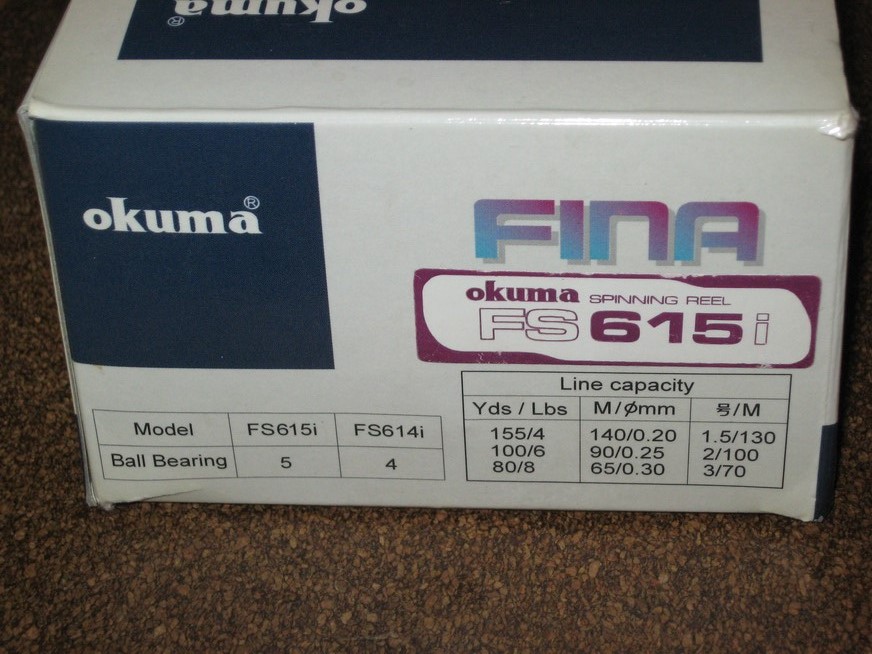 okuma®
okuma®
FINA
okuma SPINNING REEL
FS 615i
Line capacity
Yds / Lbs M/Ømm 号/M
155/4 140/0.20 1.5/130
100/6 90/0.25 2/100
80/8 65/0.30 3/70
Model FS615i FS614i
Ball Bearing 5 4